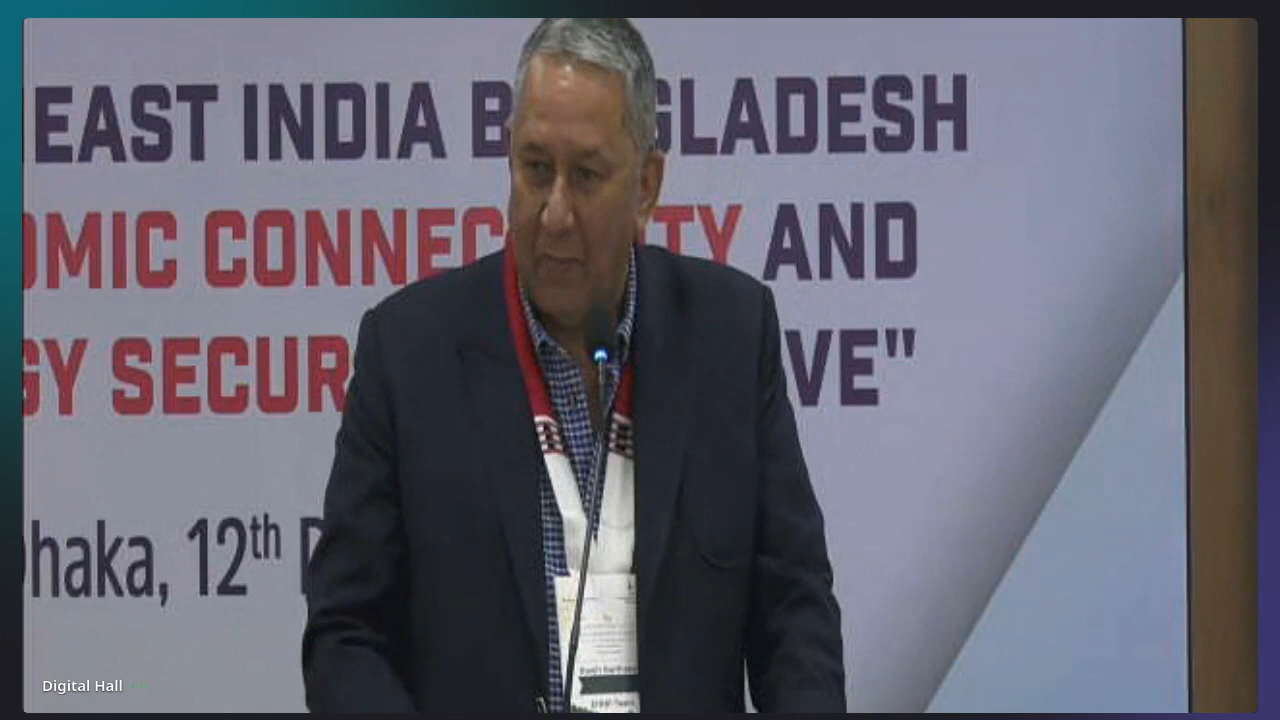 EAST INDIA B GLADESH
OMIC CONNEC TY AND
GY SECUR VE"
haka, 12th
Digital Hall